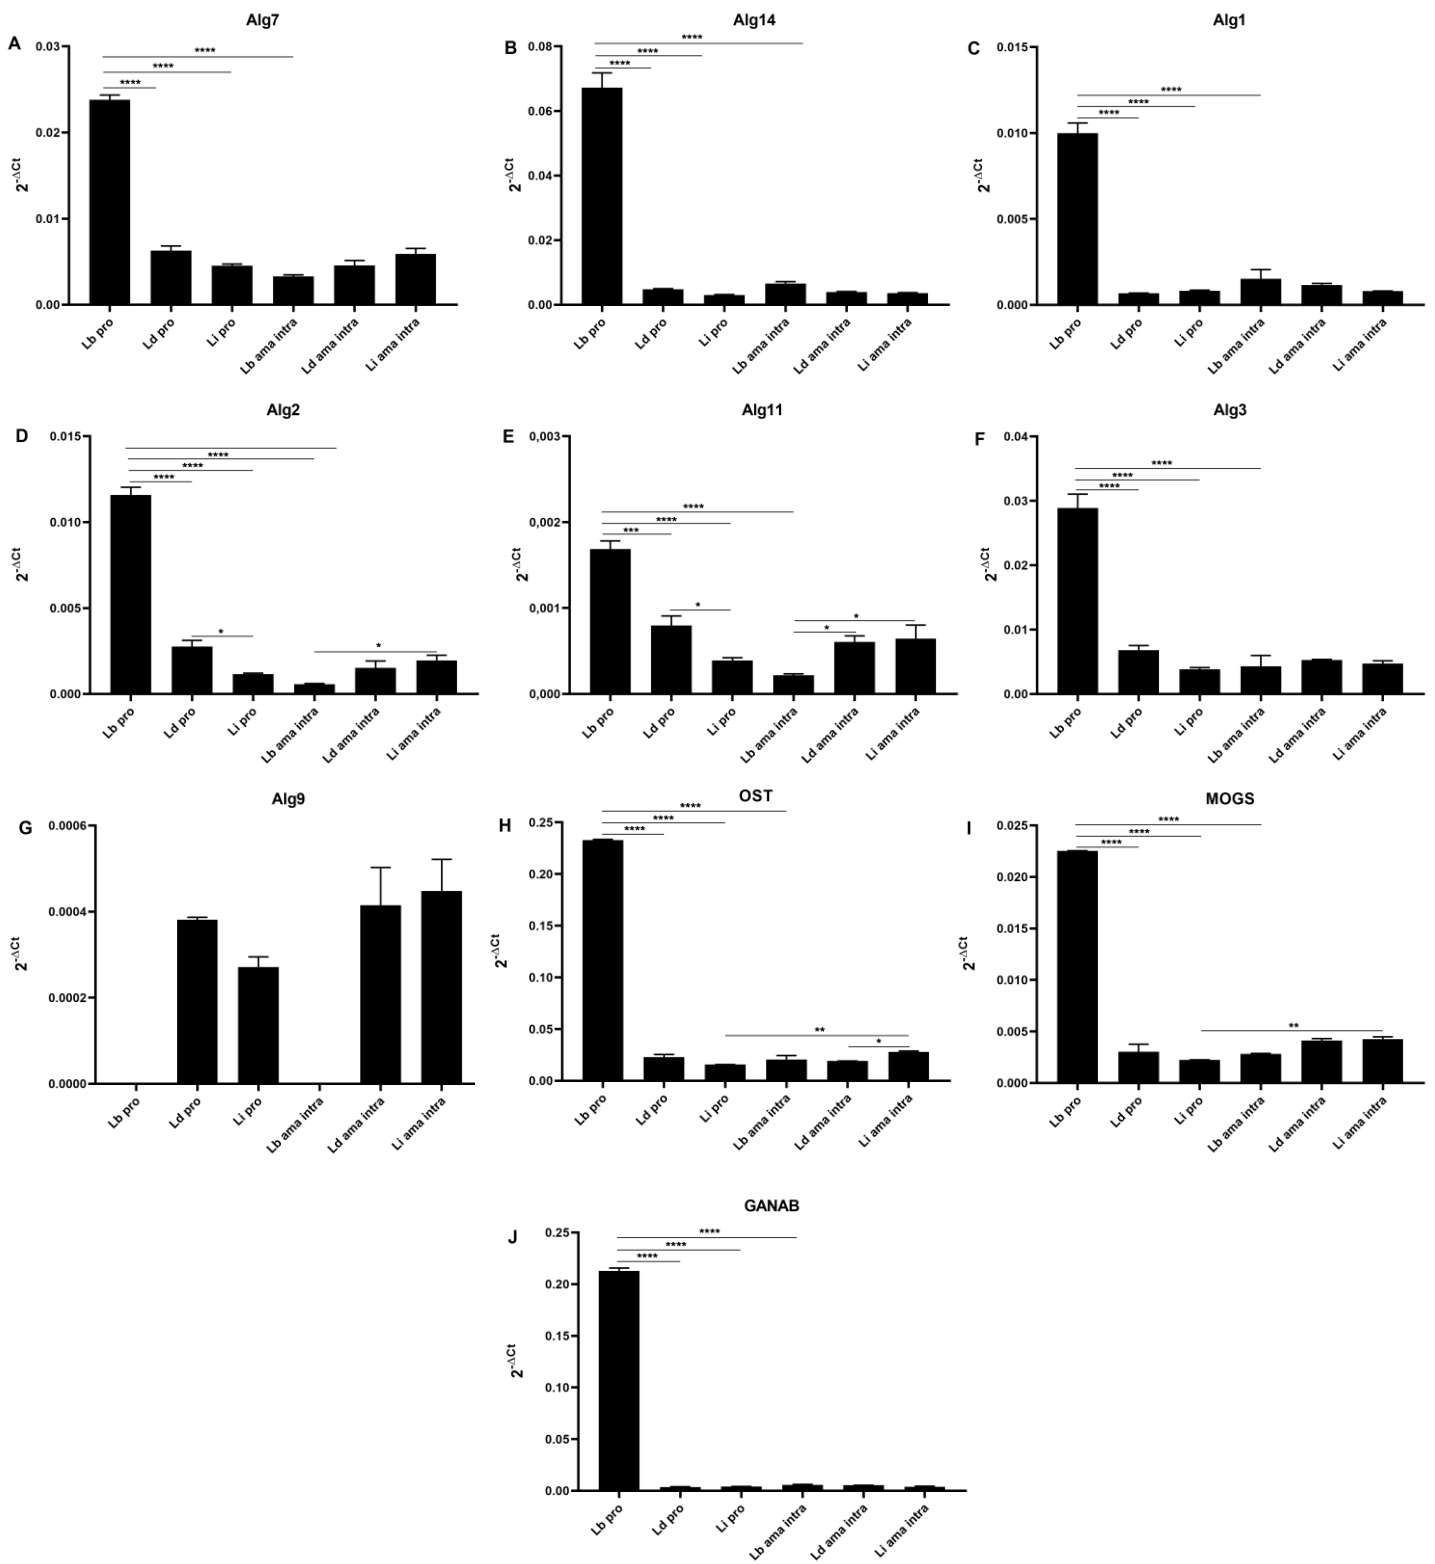 Alg7
A
0.03
0.02
0.01
0.00
2-ΔCt
****
****
****
Lb pro
Ld pro
Li pro
Lb ama intra
Ld ama intra
Li ama intra
Alg14
B
0.08
0.06
0.04
0.02
0.00
2-ΔCt
****
****
****
Lb pro
Ld pro
Li pro
Lb ama intra
Ld ama intra
Li ama intra
Alg1
C
0.015
0.010
0.005
0.000
2-ΔCt
****
****
****
Lb pro
Ld pro
Li pro
Lb ama intra
Ld ama intra
Li ama intra
Alg2
D
0.015
0.010
0.005
0.000
2-ΔCt
****
****
****
*
*
Lb pro
Ld pro
Li pro
Lb ama intra
Ld ama intra
Li ama intra
Alg11
E
0,003
0,002
0,001
0,000
2-ΔCt
****
****
***
*
*
*
Lb pro
Ld pro
Li pro
Lb ama intra
Ld ama intra
Li ama intra
Alg3
F
0.04
0.03
0.02
0.01
0.00
2-ΔCt
****
****
****
Lb pro
Ld pro
Li pro
Lb ama intra
Ld ama intra
Li ama intra
Alg9
G
0.0006
0.0004
0.0002
0.0000
2-ΔCt
Lb pro
Ld pro
Li pro
Lb ama intra
Ld ama intra
Li ama intra
OST
H
0.25
0.20
0.15
0.10
0.05
0.00
2-ΔCt
****
****
****
**
*
Lb pro
Ld pro
Li pro
Lb ama intra
Ld ama intra
Li ama intra
MOGS
I
0.025
0.020
0.015
0.010
0.005
0.000
2-ΔCt
****
****
****
**
Lb pro
Ld pro
Li pro
Lb ama intra
Ld ama intra
Li ama intra
GANAB
J
0.25
0.20
0.15
0.10
0.05
0.00
2-ΔCt
****
****
****
Lb pro
Ld pro
Li pro
Lb ama intra
Ld ama intra
Li ama intra